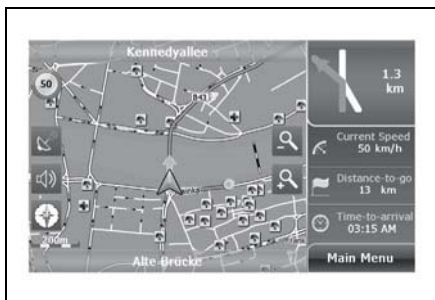 Kennedyallee
50
B43
200m
Alte Brücke
1.3
km
Current Speed
50 km/h
Distance-to-go
13 km
Time-to-arrival
03:15 AM
Main Menu